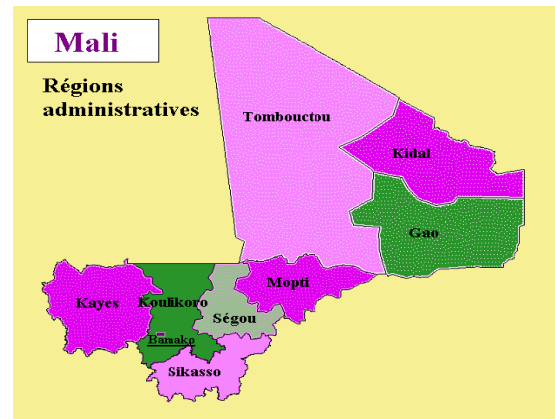 Mali
Régions
administratives
Tombouctou
Kidal
Gao
Mopti
Kayes
Koulikoro
Ségou
Bamako
Sikasso